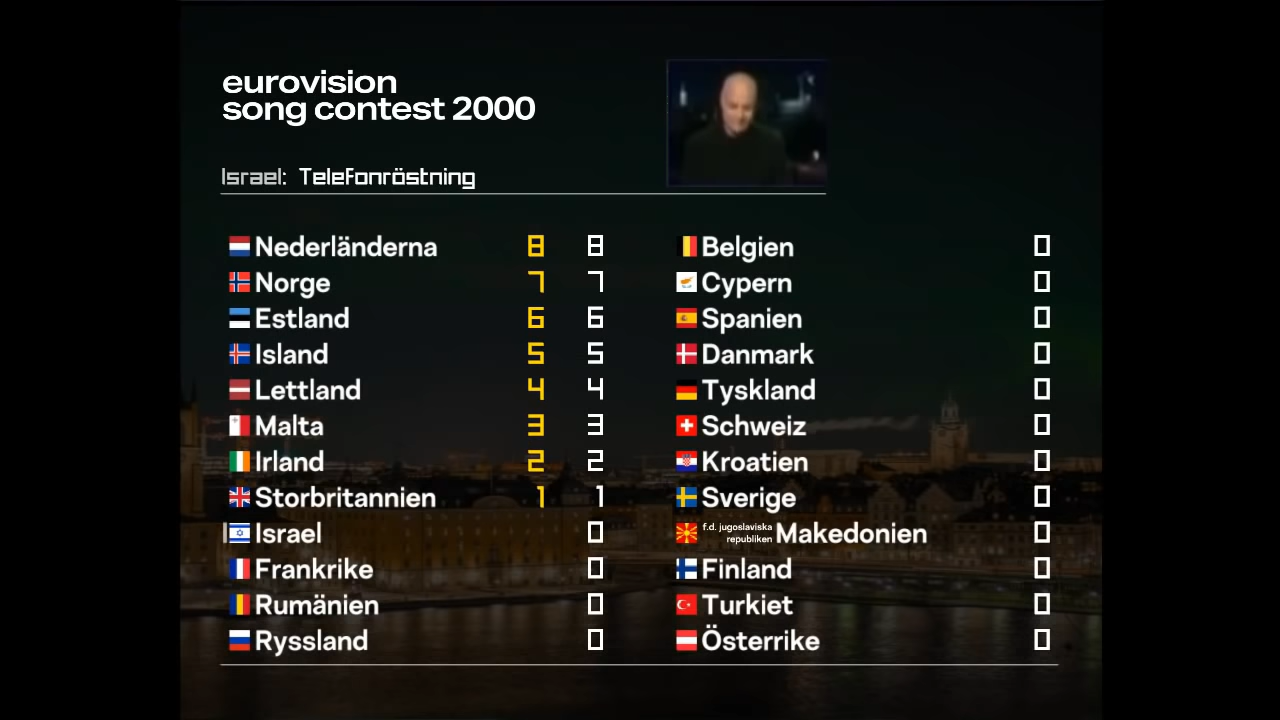 eurovision
song contest 2000
Israel: Telefonröstning
Nederländerna 8 8
Norge 7 7
Estland 6 6
Island 5 5
Lettland 4 4
Malta 3 3
Irland 2 2
Storbritannien 1 1
Israel 0
Frankrike 0
Rumänien 0
Ryssland 0
Belgien 0
Cypern 0
Spanien 0
Danmark 0
Tyskland 0
Schweiz 0
Kroatien 0
Sverige 0
f.d. jugoslaviska
republiken Makedonien 0
Finland 0
Turkiet 0
Österrike 0